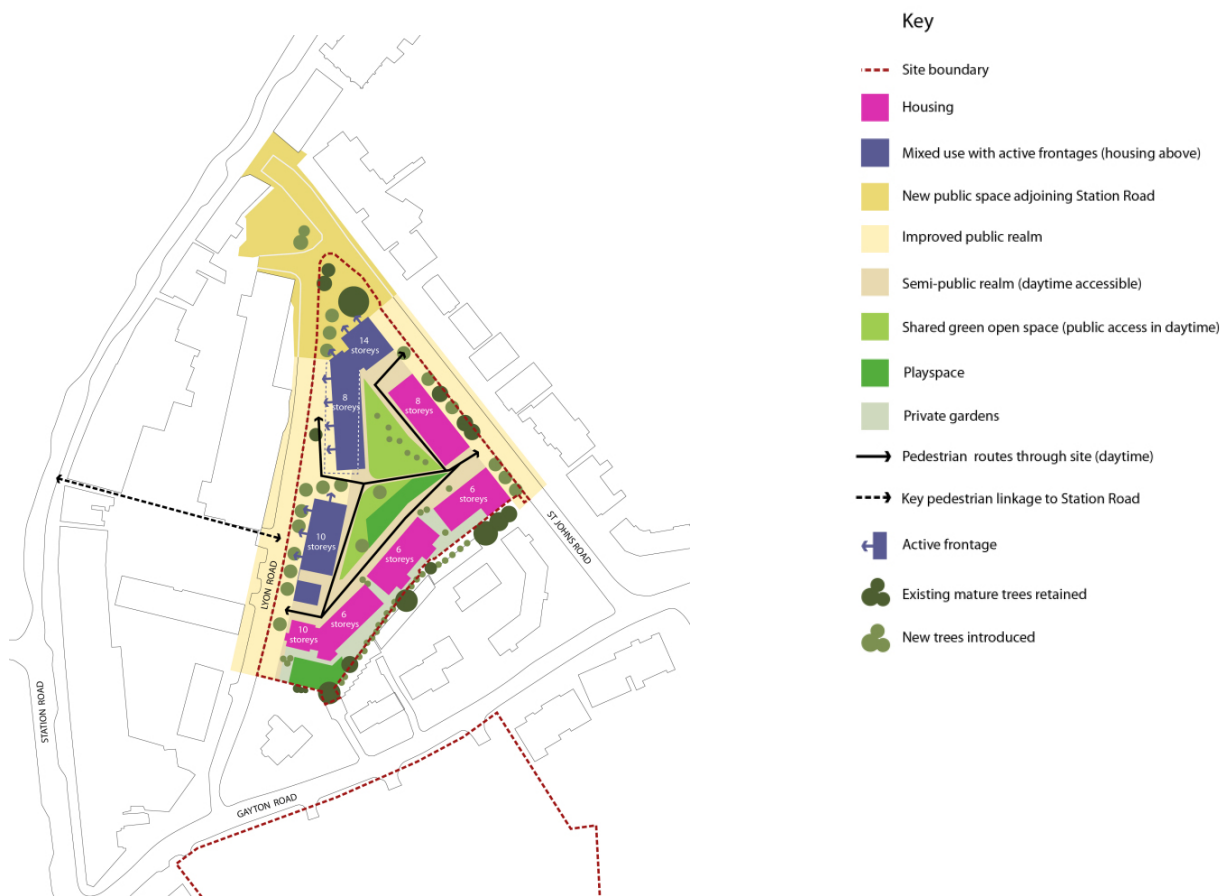 Key
Site boundary
Housing
Mixed use with active frontages (housing above)
New public space adjoining Station Road
Improved public realm
Semi-public realm (daytime accessible)
Shared green open space (public access in daytime)
Playspace
Private gardens
Pedestrian routes through site (daytime)
Key pedestrian linkage to Station Road
Active frontage
Existing mature trees retained
New trees introduced
14
storeys
8
storeys
8
storeys
6
storeys
10
storeys
6
storeys
6
storeys
10
storeys
LYON ROAD
ST JOHNS ROAD
STATION ROAD
GAYTON ROAD